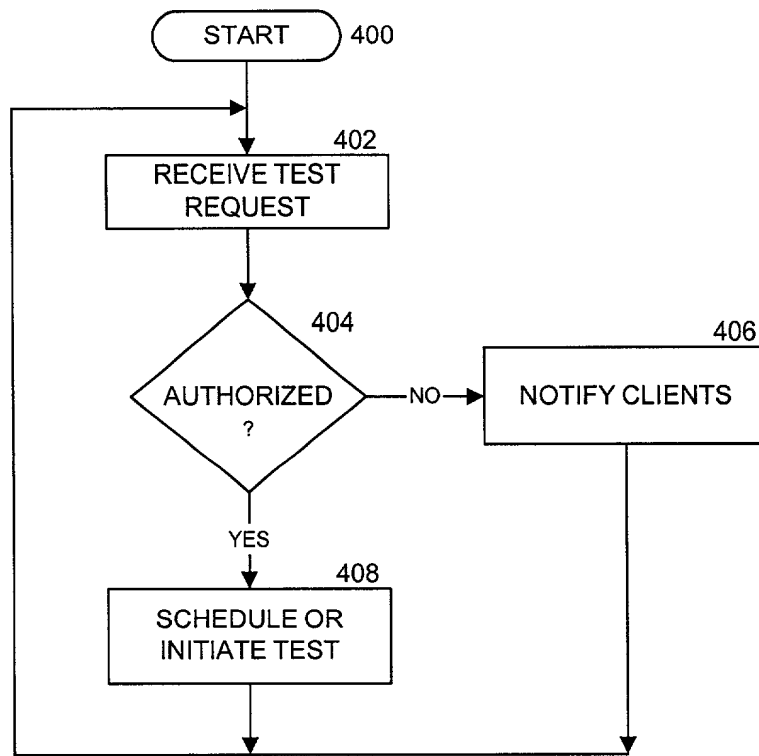 START
400
402
RECEIVE TEST
REQUEST
404
AUTHORIZED
?
NO
406
NOTIFY CLIENTS
YES
408
SCHEDULE OR
INITIATE TEST